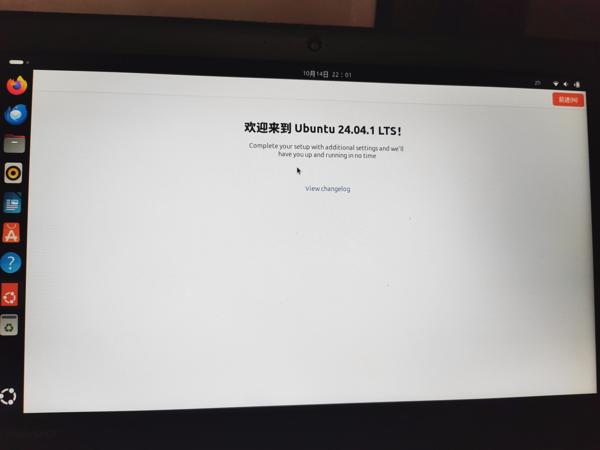 10月14日 22：01
zh
前进(N)
欢迎来到 Ubuntu 24.04.1 LTS！
Complete your setup with additional settings and we'll
have you up and running in no time
View changelog